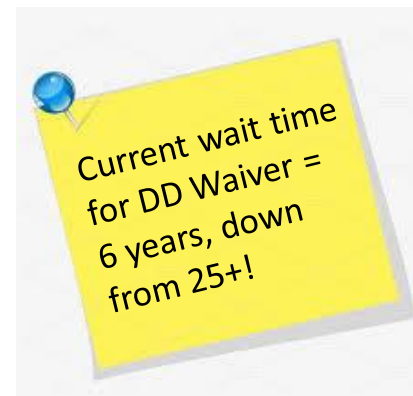 Current wait time
for DD Waiver =
6 years, down
from 25+!